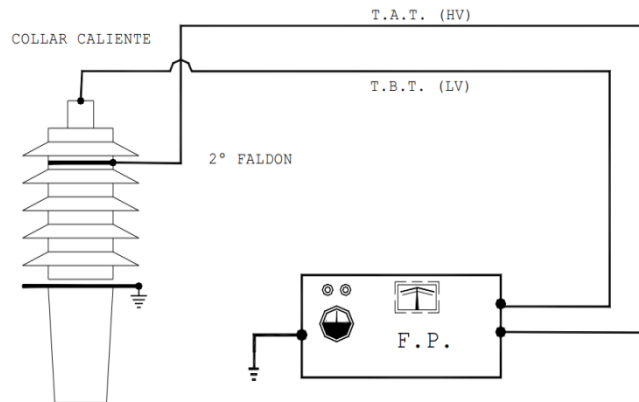 T.A.T. (HV)
COLLAR CALIENTE
T.B.T. (LV)
2° FALDON
F.P.